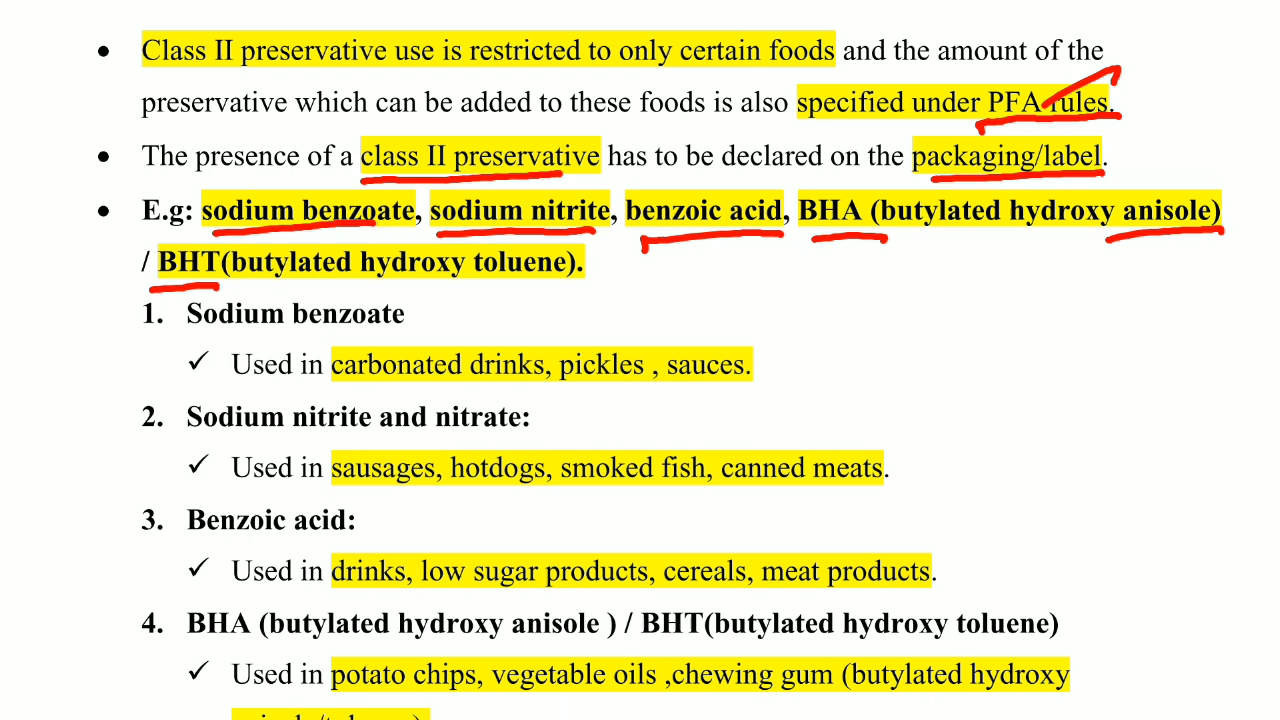 • Class II preservative use is restricted to only certain foods and the amount of the
preservative which can be added to these foods is also specified under PFA rules.
• The presence of a class II preservative has to be declared on the packaging/label.
• E.g: sodium benzoate, sodium nitrite, benzoic acid, BHA (butylated hydroxy anisole)
/ BHT(butylated hydroxy toluene).
1. Sodium benzoate
✓ Used in carbonated drinks, pickles , sauces.
2. Sodium nitrite and nitrate:
✓ Used in sausages, hotdogs, smoked fish, canned meats.
3. Benzoic acid:
✓ Used in drinks, low sugar products, cereals, meat products.
4. BHA (butylated hydroxy anisole ) / BHT(butylated hydroxy toluene)
✓ Used in potato chips, vegetable oils ,chewing gum (butylated hydroxy